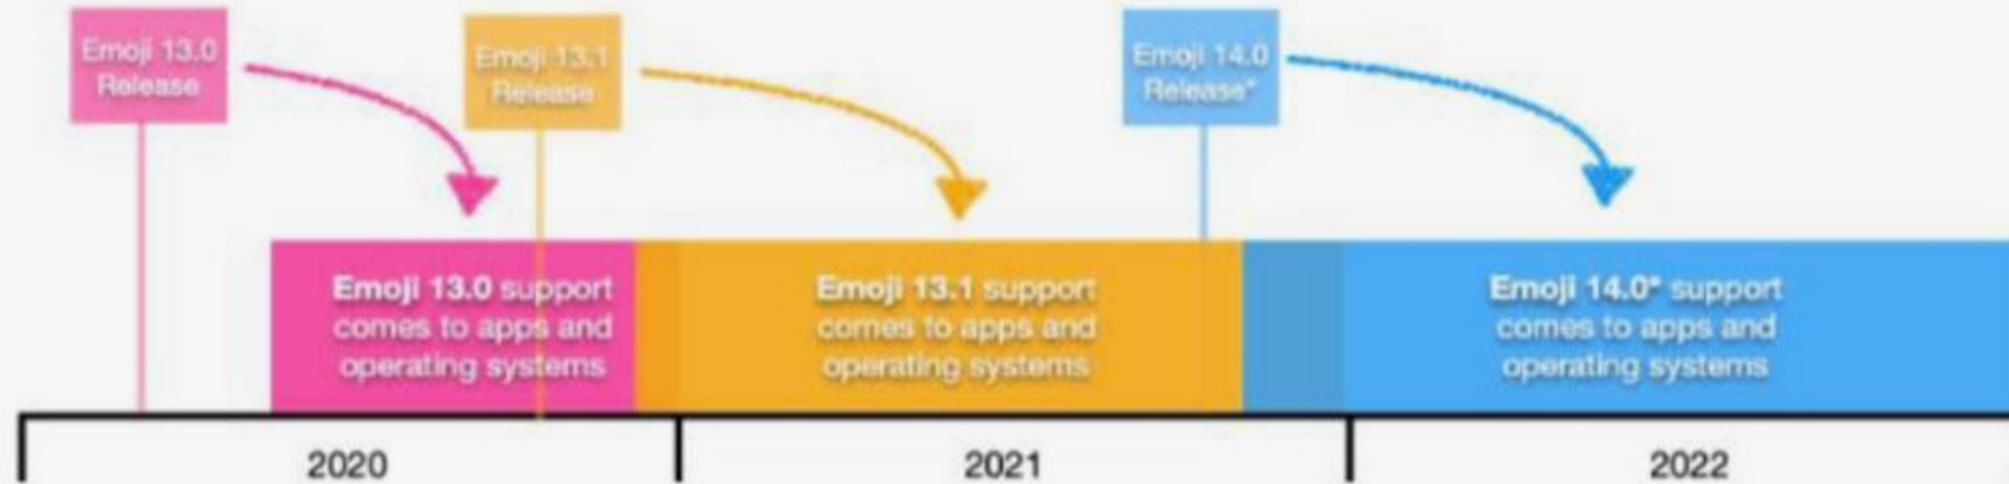 Emoji 13.0
Release
Emoji 13.1
Release
Emoji 14.0
Release*
Emoji 13.0 support
comes to apps and
operating systems
Emoji 13.1 support
comes to apps and
operating systems
Emoji 14.0* support
comes to apps and
operating systems
2020
2021
2022